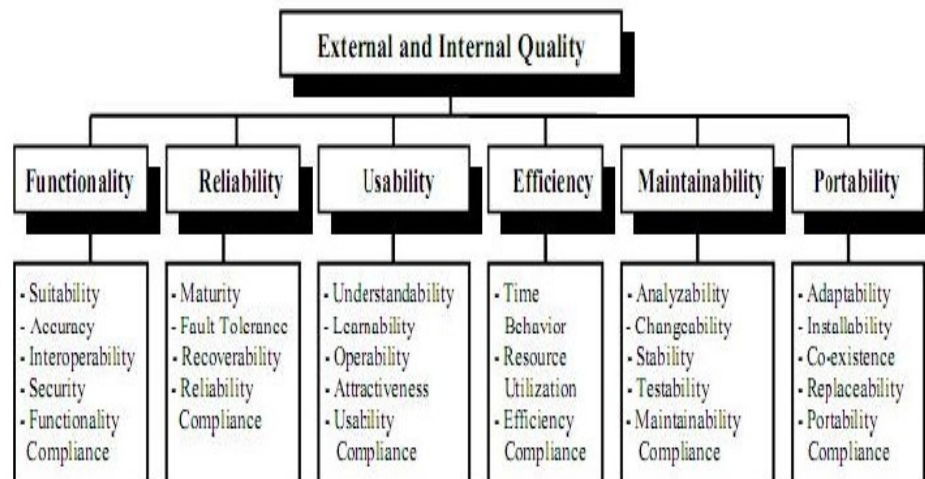 External and Internal Quality
Functionality
Reliability
Usability
Efficiency
Maintainability
Portability
- Suitability
- Accuracy
- Interoperability
- Security
- Functionality
Compliance
- Maturity
- Fault Tolerance
- Recoverability
- Reliability
Compliance
- Understandability
- Learnability
- Operability
- Attractiveness
- Usability
Compliance
- Time
Behavior
- Resource
Utilization
- Efficiency
Compliance
- Analyzability
- Changeability
- Stability
- Testability
- Maintainability
Compliance
- Adaptability
- Installability
- Co-existence
- Replaceability
- Portability
Compliance